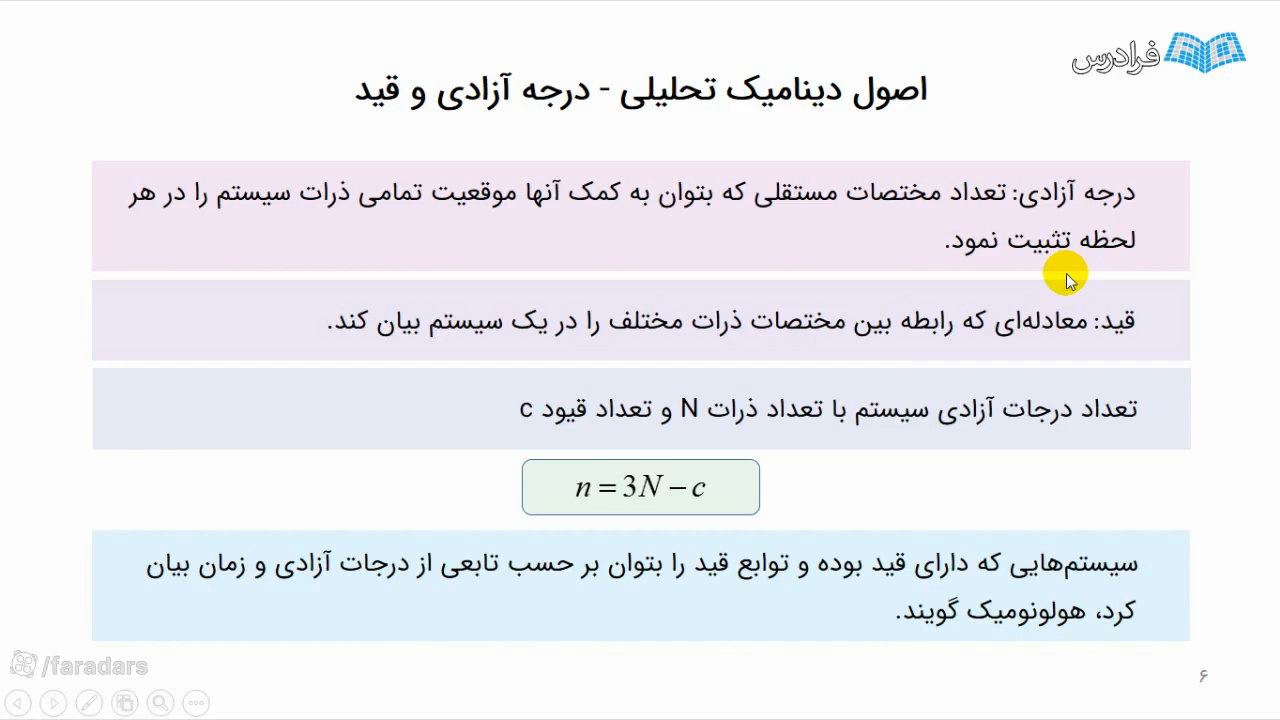 فرادرس
اصول دینامیک تحلیلی - درجه آزادی و قید
درجه آزادی: تعداد مختصات مستقلی که بتوان به کمک آنها موقعیت تمامی ذرات سیستم را در هر
لحظه تثبیت نمود.
قید: معادله‌ای که رابطه بین مختصات ذرات مختلف را در یک سیستم بیان کند.
تعداد درجات آزادی سیستم با تعداد ذرات N و تعداد قیود c
n = 3N − c
سیستم‌هایی که دارای قید بوده و توابع قید را بتوان بر حسب تابعی از درجات آزادی و زمان بیان
کرد، هولونومیک گویند.
/faradars
۶